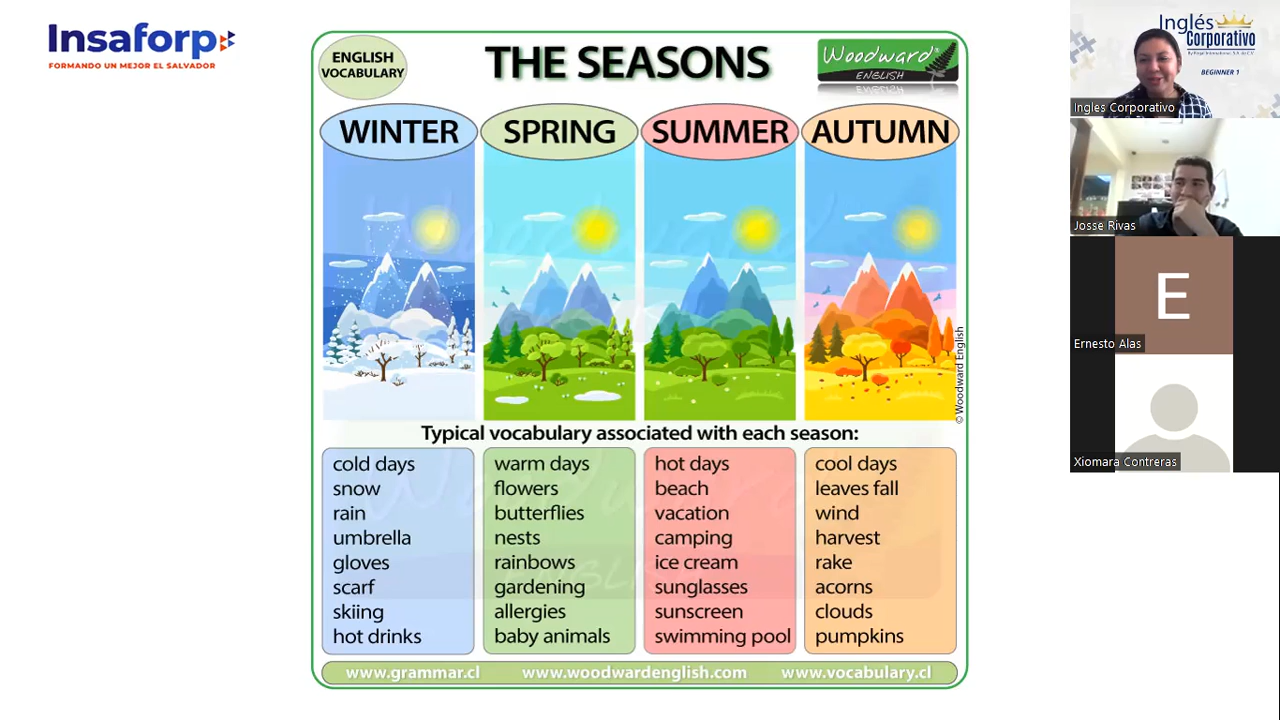 Insaforp
FORMANDO UN MEJOR EL SALVADOR
ENGLISH
VOCABULARY
THE SEASONS
Woodward®
ENGLISH
WINTER
SPRING
SUMMER
AUTUMN
© Woodward English
Typical vocabulary associated with each season:
cold days
snow
rain
umbrella
gloves
scarf
skiing
hot drinks
warm days
flowers
butterflies
nests
rainbows
gardening
allergies
baby animals
hot days
beach
vacation
camping
ice cream
sunglasses
sunscreen
swimming pool
cool days
leaves fall
wind
harvest
rake
acorns
clouds
pumpkins
www.grammar.cl
www.woodwardenglish.com
www.vocabulary.cl
Inglés
Corporativo
BEGINNER 1
Ingles Corporativo
Josse Rivas
E
Ernesto Alas
Xiomara Contreras